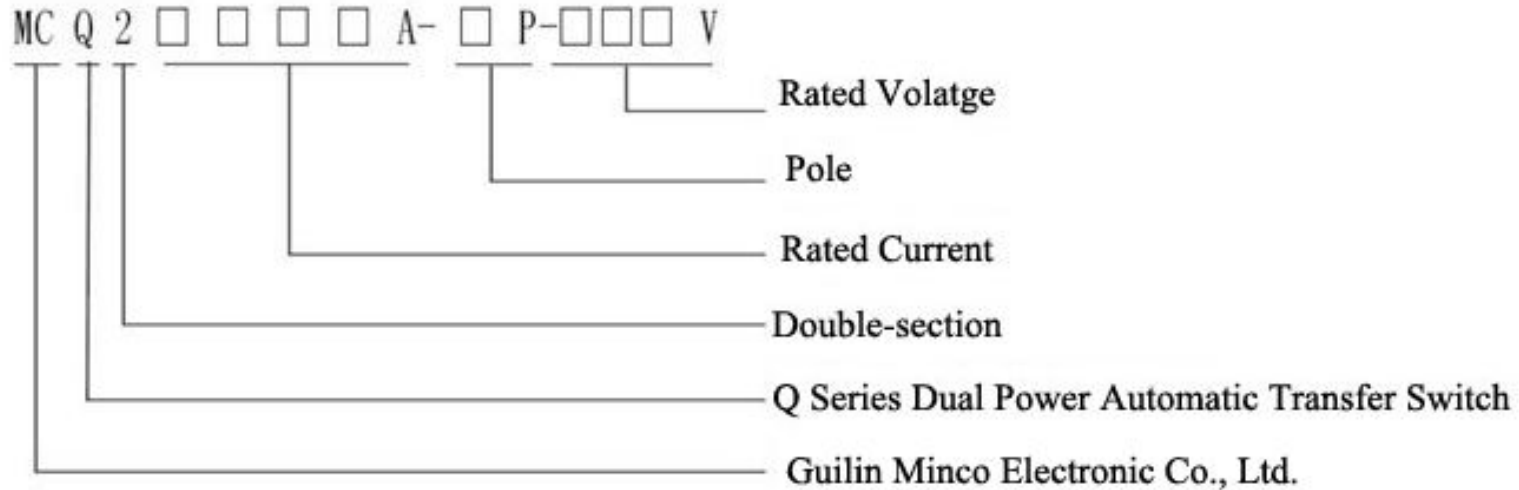 MC Q 2 □ □ □ □ A- □ P-□□□ V
Rated Volatge
Pole
Rated Current
Double-section
Q Series Dual Power Automatic Transfer Switch
Guilin Minco Electronic Co., Ltd.